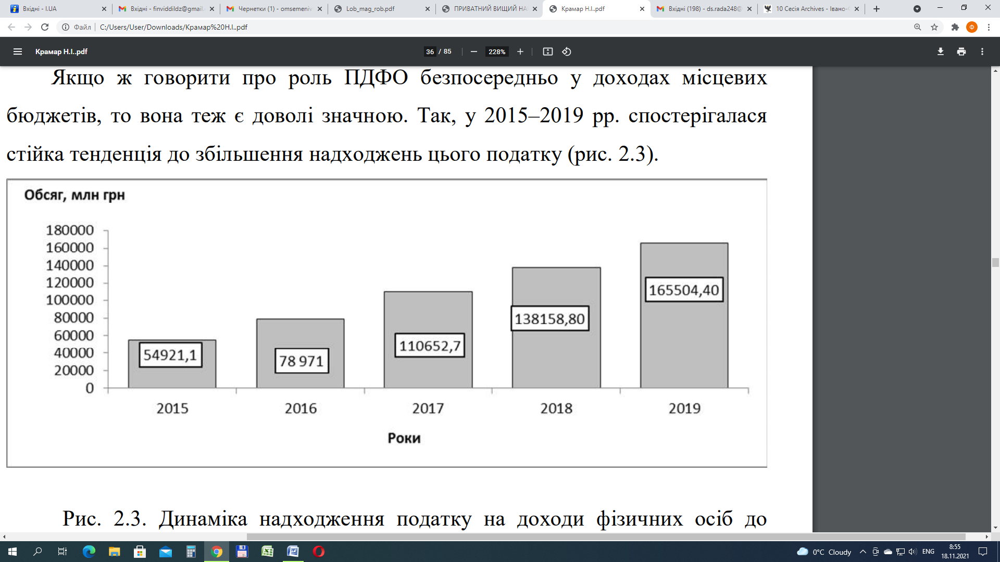 Вхідні - I.UA
Вхідні - finviddildz@gmail.
Чернетки (1) - omsemeniv
Lob_mag_rob.pdf
ПРИВАТНИЙ ВИЩИЙ НА
Крамар Н.І..pdf
Вхідні (198) - ds.rada248@
10 Сесія Archives - Івано-
Файл
C:/Users/User/Downloads/Крамар%20Н.І..pdf
Ф
Крамар Н.І..pdf
36 / 85
228%
Якщо ж говорити про роль ПДФО безпосередньо у доходах місцевих
бюджетів, то вона теж є доволі значною. Так, у 2015–2019 рр. спостерігалася
стійка тенденція до збільшення надходжень цього податку (рис. 2.3).
Обсяг, млн грн
180000
160000
140000
120000
100000
80000
60000
40000
20000
0
54921,1
78 971
110652,7
138158,80
165504,40
2015 2016 2017 2018 2019
Роки
Рис. 2.3. Динаміка надходження податку на доходи фізичних осіб до
0°C Cloudy
ENG
8:55
18.11.2021